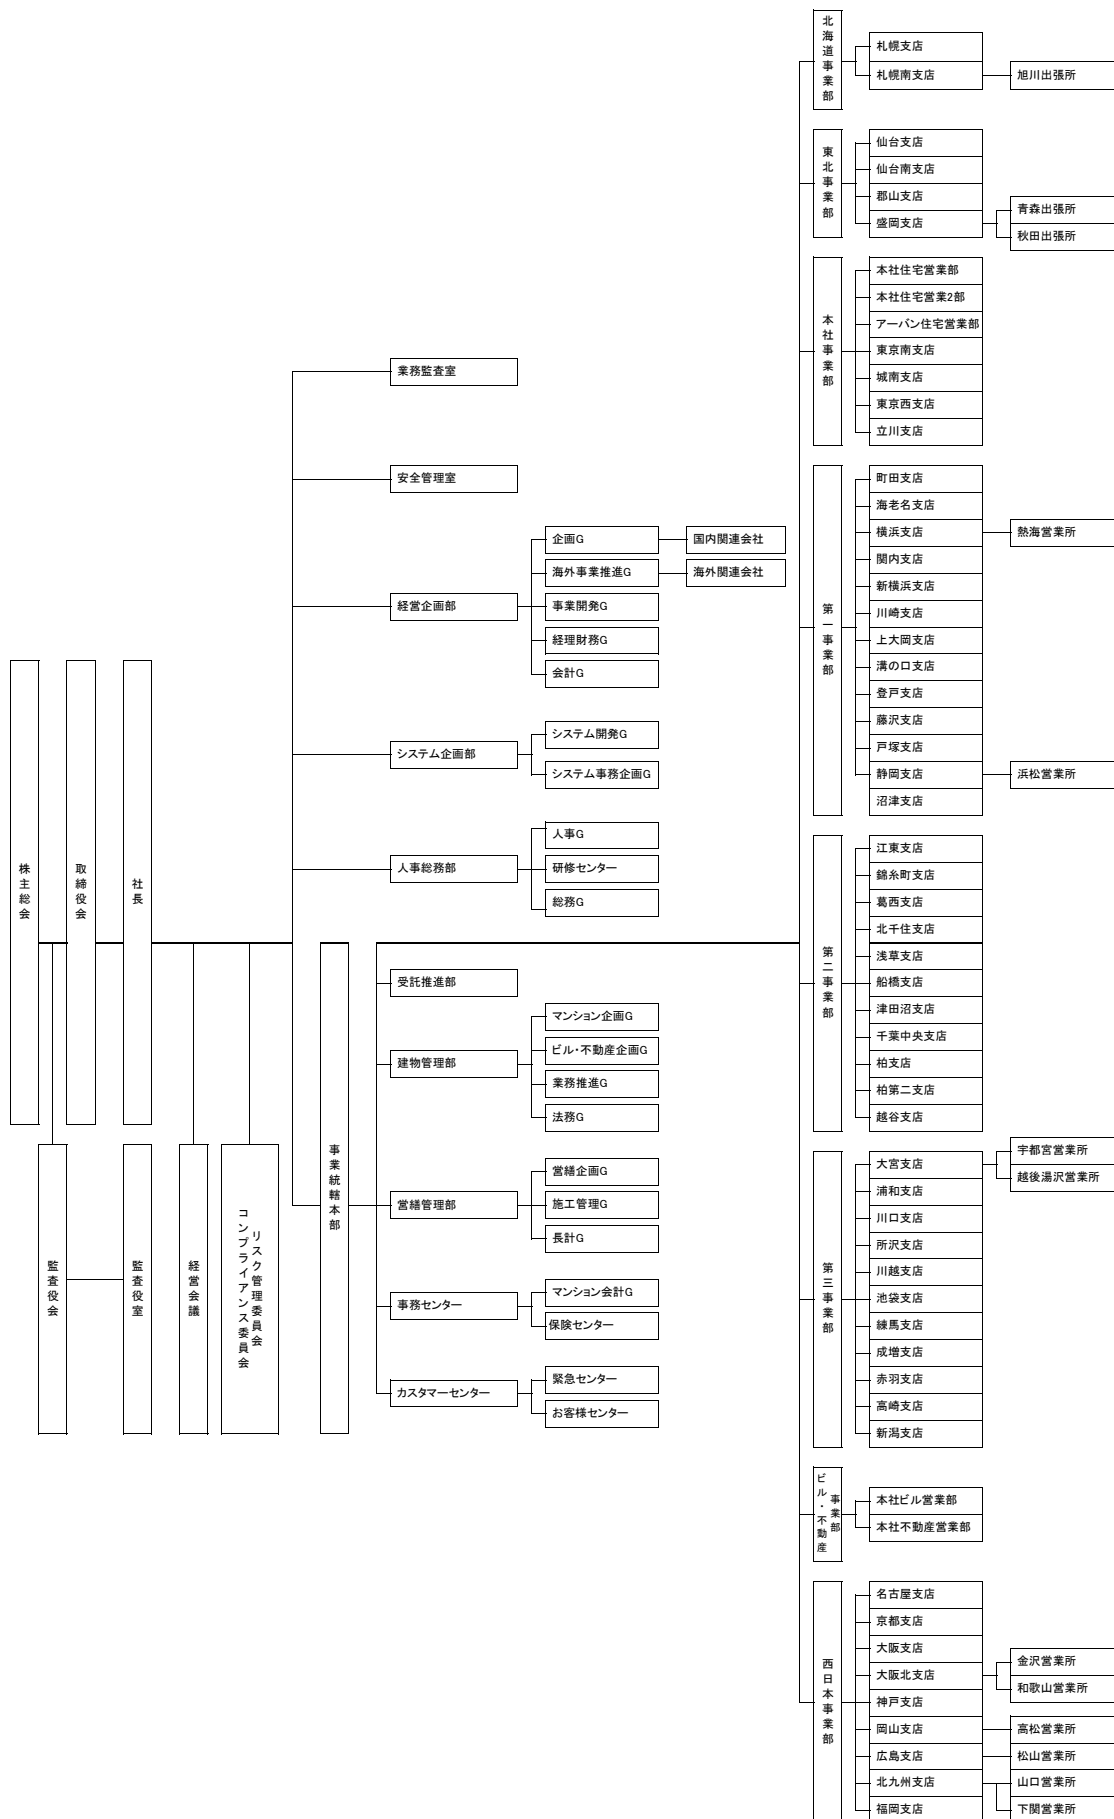 株主総会
取締役会
社長
監査役会
監査役室
経営会議
リスク管理委員会
コンプライアンス委員会
業務監査室
安全管理室
経営企画部
企画G
国内関連会社
海外事業推進G
海外関連会社
事業開発G
経理財務G
会計G
システム企画部
システム開発G
システム事務企画G
人事総務部
人事G
研修センター
総務G
事業統轄本部
受託推進部
建物管理部
マンション企画G
ビル・不動産企画G
業務推進G
法務G
営繕管理部
営繕企画G
施工管理G
長計G
事務センター
マンション会計G
保険センター
カスタマーセンター
緊急センター
お客様センター
北海道事業部
札幌支店
札幌南支店
旭川出張所
東北事業部
仙台支店
仙台南支店
郡山支店
盛岡支店
青森出張所
秋田出張所
本社事業部
本社住宅営業部
本社住宅営業2部
アーバン住宅営業部
東京南支店
城南支店
東京西支店
立川支店
第一事業部
町田支店
海老名支店
横浜支店
熱海営業所
関内支店
新横浜支店
川崎支店
上大岡支店
溝の口支店
登戸支店
藤沢支店
戸塚支店
静岡支店
浜松営業所
沼津支店
第二事業部
江東支店
錦糸町支店
葛西支店
北千住支店
浅草支店
船橋支店
津田沼支店
千葉中央支店
柏支店
柏第二支店
越谷支店
第三事業部
大宮支店
宇都宮営業所
越後湯沢営業所
浦和支店
川口支店
所沢支店
川越支店
池袋支店
練馬支店
成増支店
赤羽支店
高崎支店
新潟支店
ビル・不動産
事業部
本社ビル営業部
本社不動産営業部
西日本事業部
名古屋支店
京都支店
大阪支店
大阪北支店
金沢営業所
和歌山営業所
神戸支店
岡山支店
高松営業所
広島支店
松山営業所
北九州支店
山口営業所
福岡支店
下関営業所